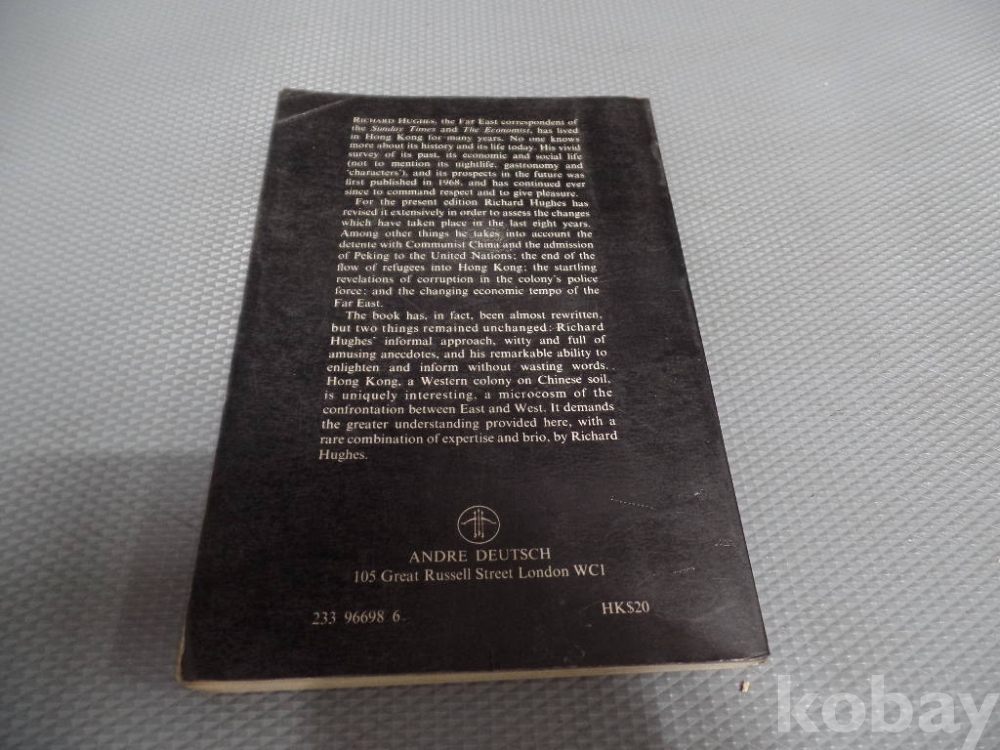 RICHARD HUGHES, the Far East correspondent of
the Sunday Times and The Economist, has lived
in Hong Kong for many years. No one knows
more about its history and its life today. His vivid
survey of its past, its economic and social life
(not to mention its nightlife, gastronomy and
'characters'), and its prospects in the future was
first published in 1968, and has continued ever
since to command respect and to give pleasure.
For the present edition Richard Hughes has
revised it extensively in order to assess the changes
which have taken place in the last eight years.
Among other things he takes into account the
detente with Communist China and the admission
of Peking to the United Nations; the end of the
flow of refugees into Hong Kong; the startling
revelations of corruption in the colony's police
force; and the changing economic tempo of the
Far East.
The book has, in fact, been almost rewritten,
but two things remained unchanged: Richard
Hughes' informal approach, witty and full of
amusing anecdotes, and his remarkable ability to
enlighten and inform without wasting words.
Hong Kong, a Western colony on Chinese soil,
is uniquely interesting, a microcosm of the
confrontation between East and West. It demands
the greater understanding provided here, with a
rare combination of expertise and brio, by Richard
Hughes.
ANDRE DEUTSCH
105 Great Russell Street London WC1
233 96698 6
HK$20
kobay